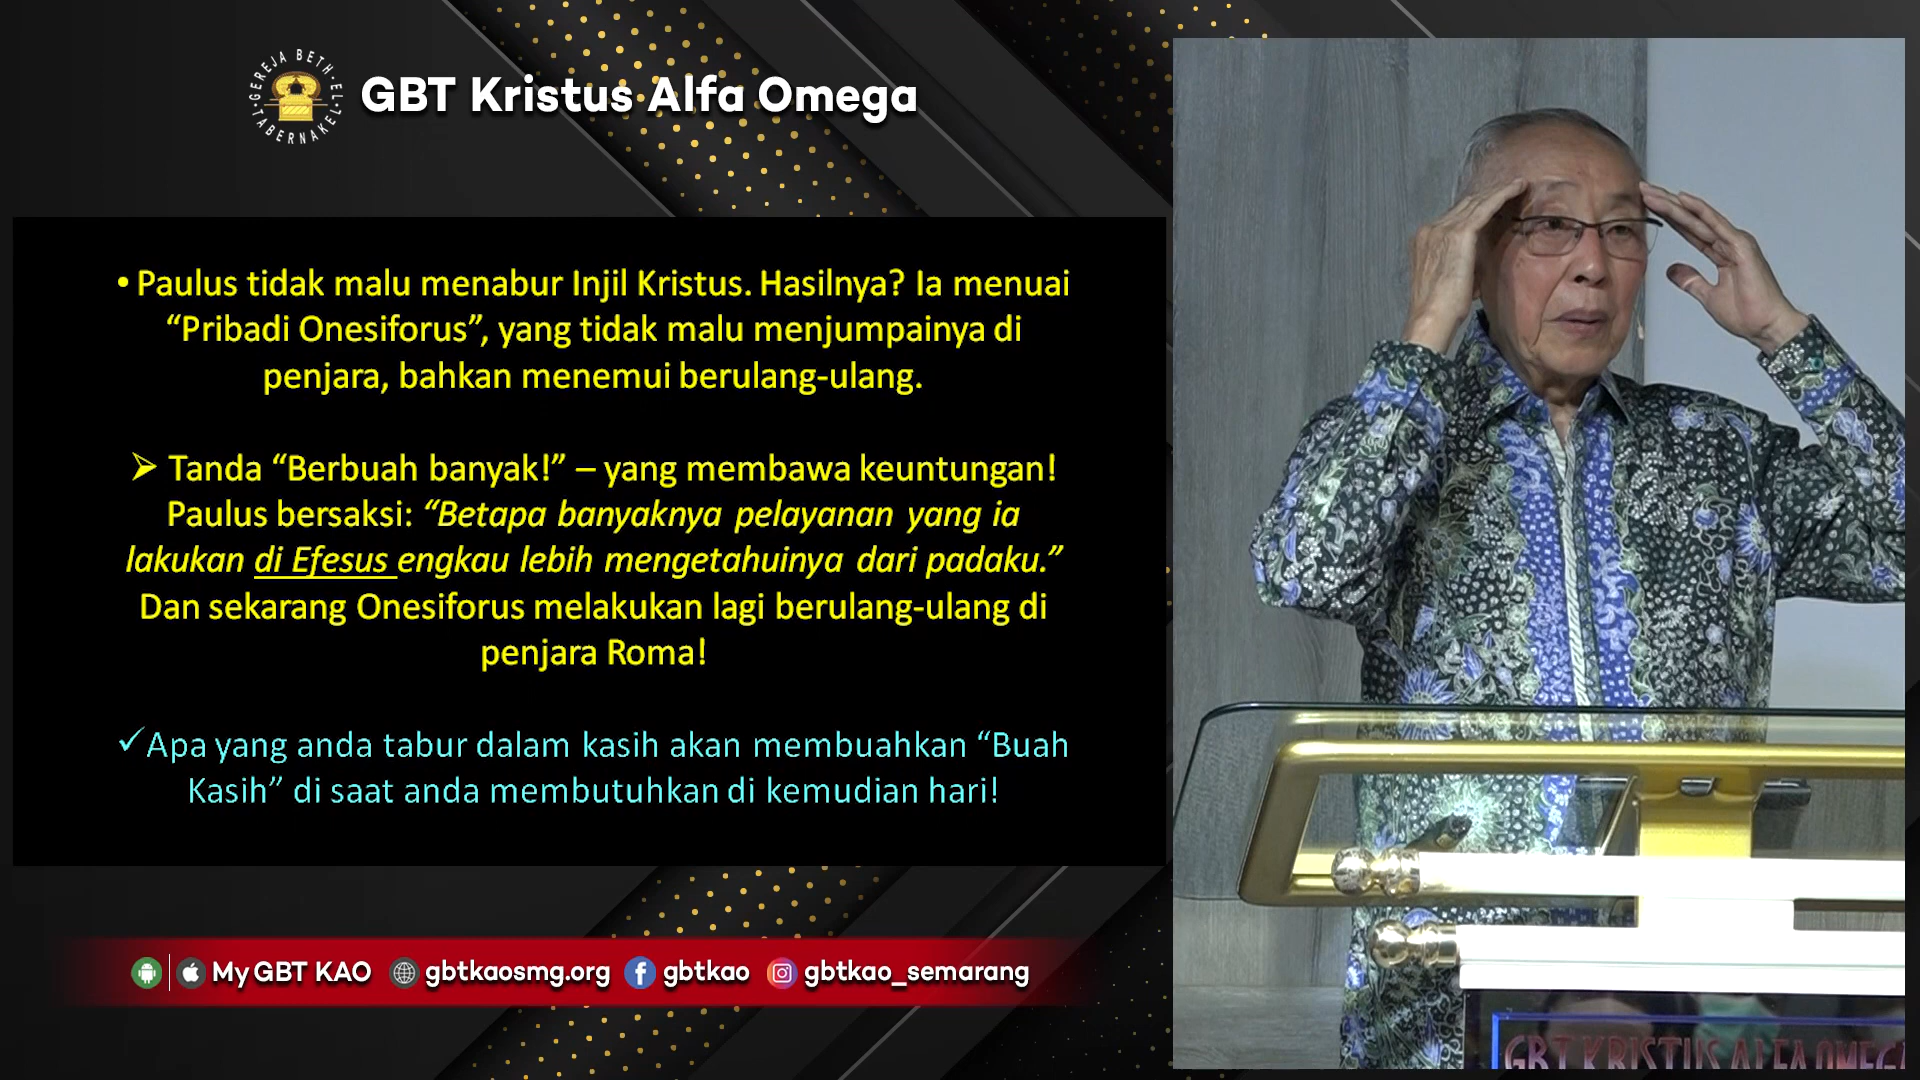 GEREJA BETH-EL
TABERNAKEL
GBT Kristus Alfa Omega
• Paulus tidak malu menabur Injil Kristus. Hasilnya? Ia menuai
“Pribadi Onesiforus”, yang tidak malu menjumpainya di
penjara, bahkan menemui berulang-ulang.
➢ Tanda “Berbuah banyak!” – yang membawa keuntungan!
Paulus bersaksi: “Betapa banyaknya pelayanan yang ia
lakukan di Efesus engkau lebih mengetahuinya dari padaku.”
Dan sekarang Onesiforus melakukan lagi berulang-ulang di
penjara Roma!
✓Apa yang anda tabur dalam kasih akan membuahkan “Buah
Kasih” di saat anda membutuhkan di kemudian hari!
My GBT KAO gbtkaosmg.org gbtkao gbtkao_semarang
GBT KRISTUS ALFA OMEGA